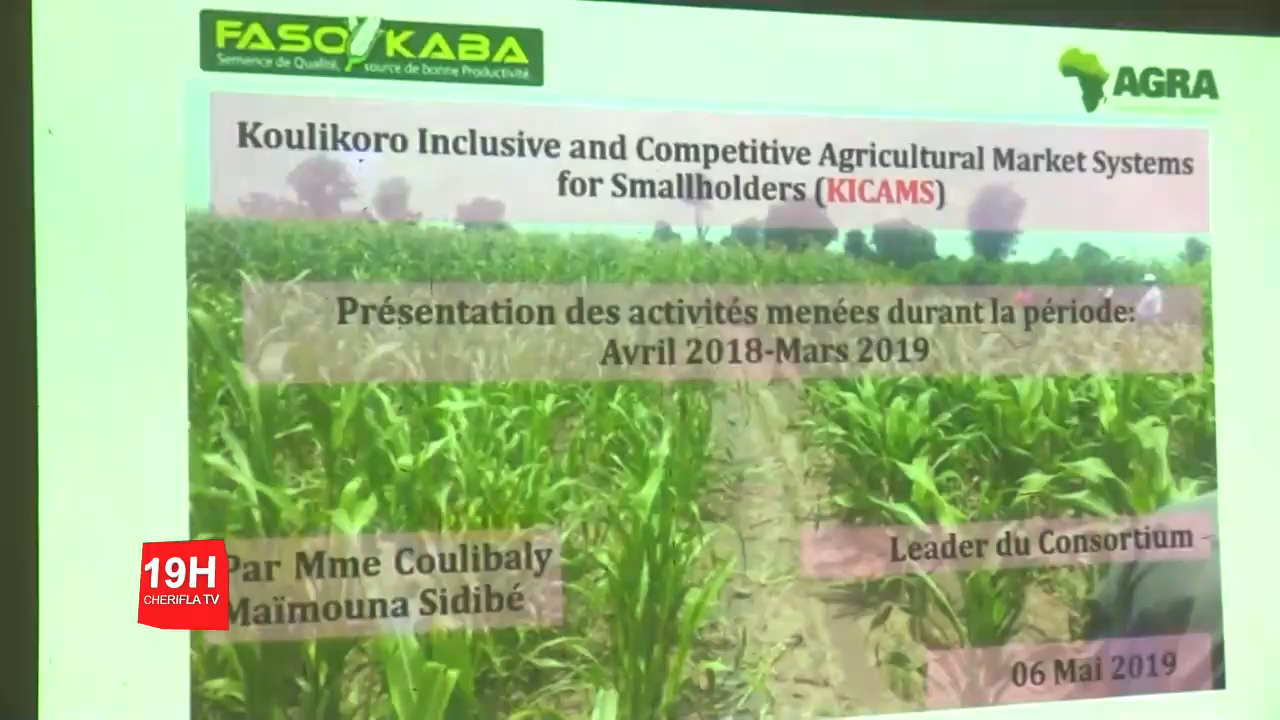 FASO KABA
Semence de Qualité, source de bonne Productivité
AGRA
Koulikoro Inclusive and Competitive Agricultural Market Systems
for Smallholders (KICAMS)
Présentation des activités menées durant la période:
Avril 2018-Mars 2019
Leader du Consortium
Par Mme Coulibaly
Maïmouna Sidibé
19H
CHERIFLA TV
06 Mai 2019